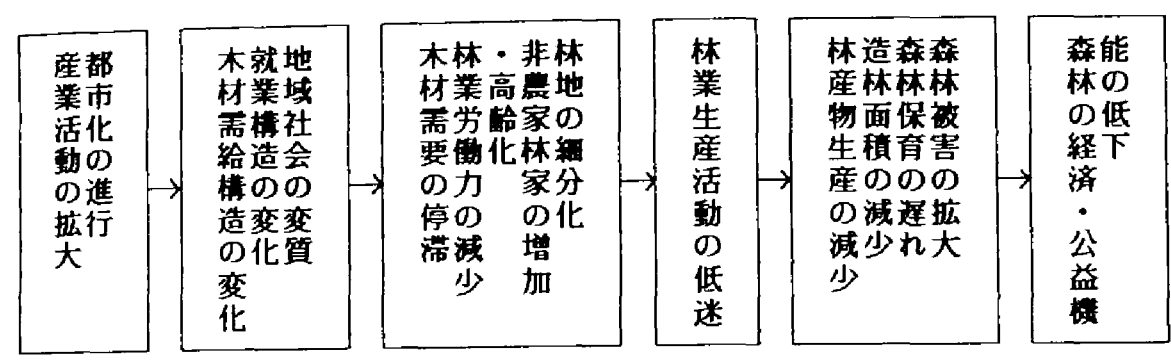 産業活動の拡大
都市化の進行
木材需給構造の変化
就業構造の変化
地域社会の変質
木材需要の停滞
林業労働力の減少
・高齢化
非農家林家の増加
林地の細分化
林業生産活動の低迷
林産物生産の減少
造林面積の減少
森林保育の遅れ
森林被害の拡大
森林の経済・公益機
能の低下